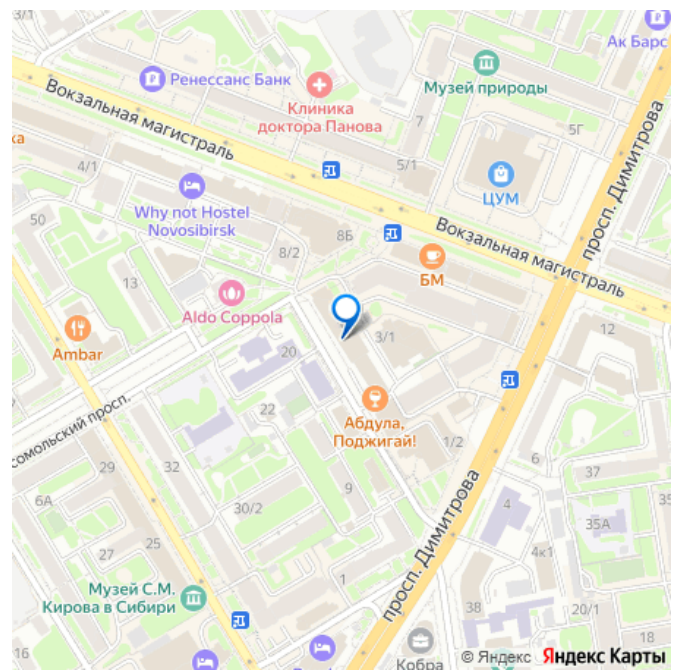 3/1
Ак Барс
Ренессанс Банк
Музей природы
Вокзальная магистраль
Клиника
доктора Панова
7
5Г
просп. Димитрова
4/1
5/1
ЦУМ
Why not Hostel
Novosibirsk
50
8Б
Вокзальная магистраль
8/2
БМ
13
Aldo Coppola
Ambar
20
3/1
12
22
Абдула,
Поджигай!
1/2
29
32
6
37
6А
30/2
9
4
35А
27
25
просп. Димитрова
4к1
Музей С.М.
Кирова в Сибири
1
38
20/1
18
16
Кобра
© Яндекс Яндекс Карты